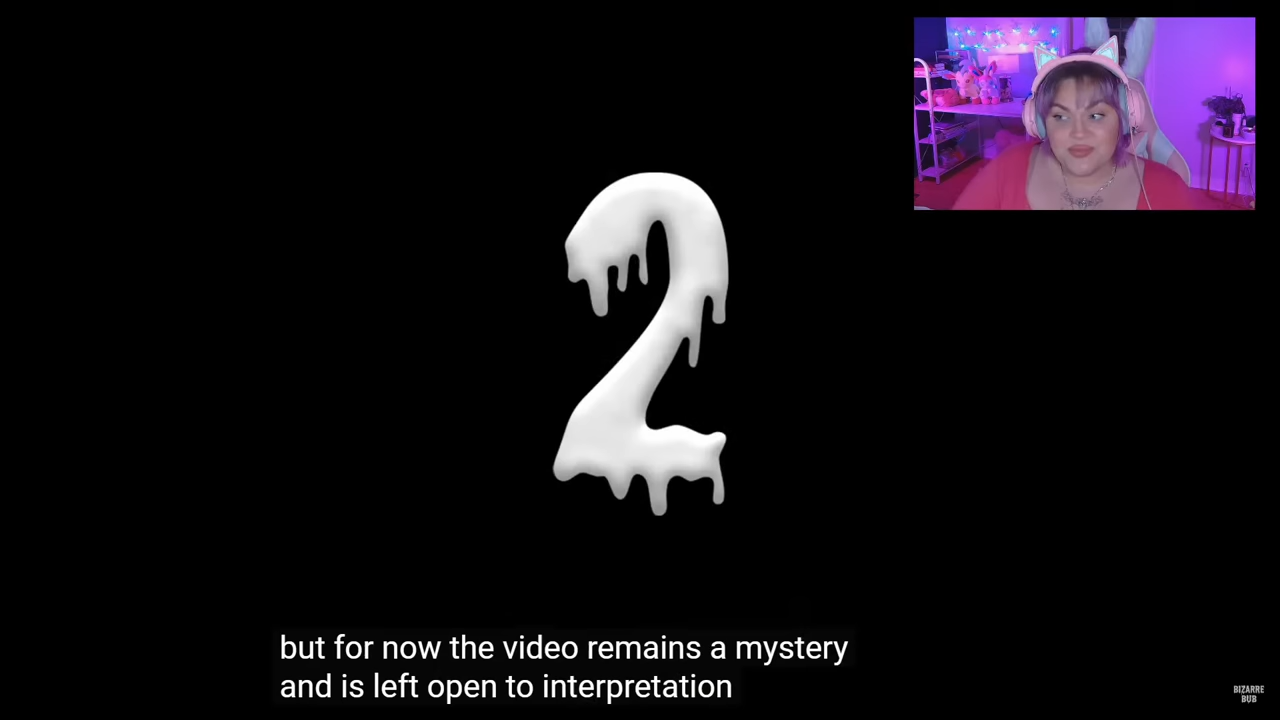 2
but for now the video remains a mystery
and is left open to interpretation
BIZARRE
BUB